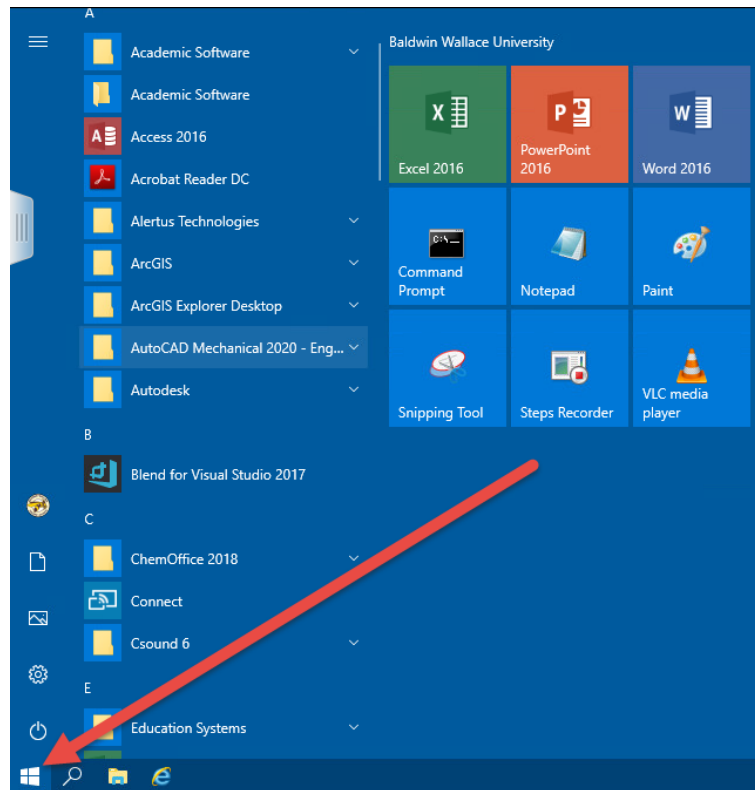 A
Academic Software
Academic Software
Access 2016
Acrobat Reader DC
Alertus Technologies
ArcGIS
ArcGIS Explorer Desktop
AutoCAD Mechanical 2020 - Eng...
Autodesk
B
Blend for Visual Studio 2017
C
ChemOffice 2018
Connect
Csound 6
E
Education Systems
Baldwin Wallace University
Excel 2016
PowerPoint
2016
Word 2016
C:\_
Command
Prompt
Notepad
Paint
Snipping Tool
Steps Recorder
VLC media
player